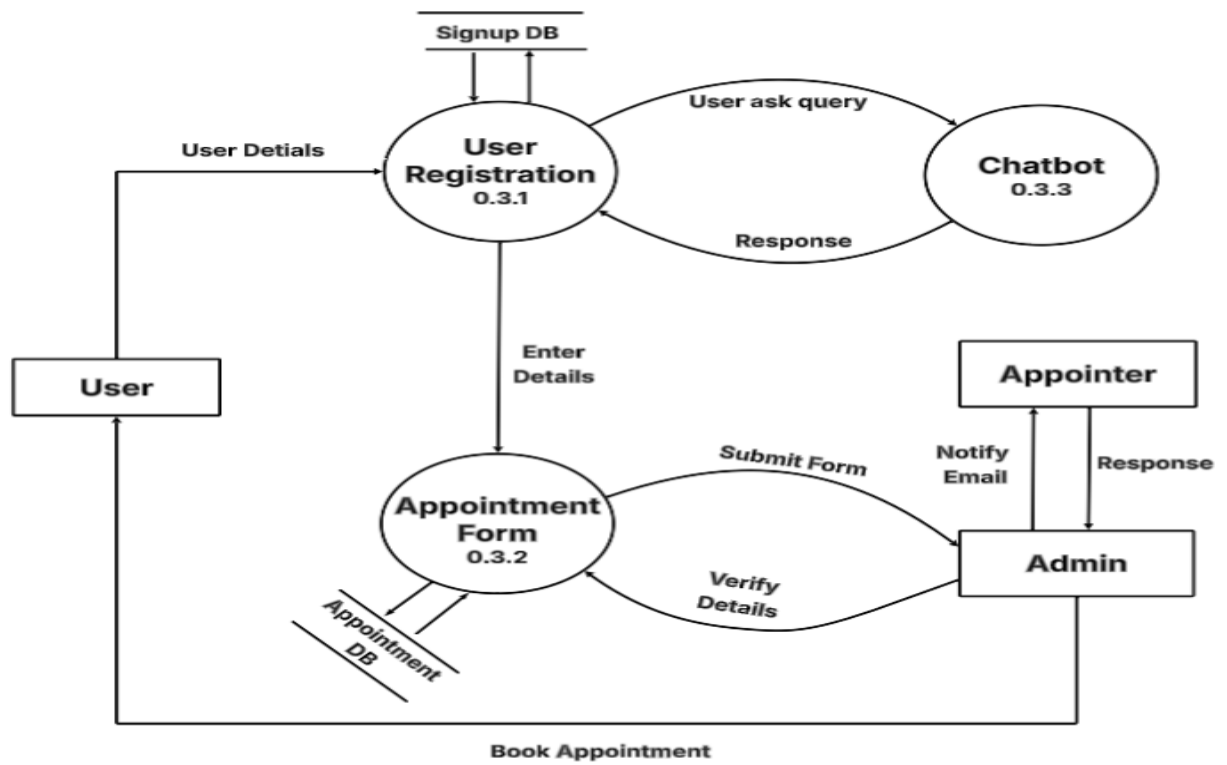 Signup DB
User ask query
User Detials
User
Registration
0.3.1
Chatbot
0.3.3
Response
Enter
Details
User
Appointer
Notify
Email
Response
Submit Form
Appointment
Form
0.3.2
Admin
Verify
Details
Appointment
DB
Book Appointment